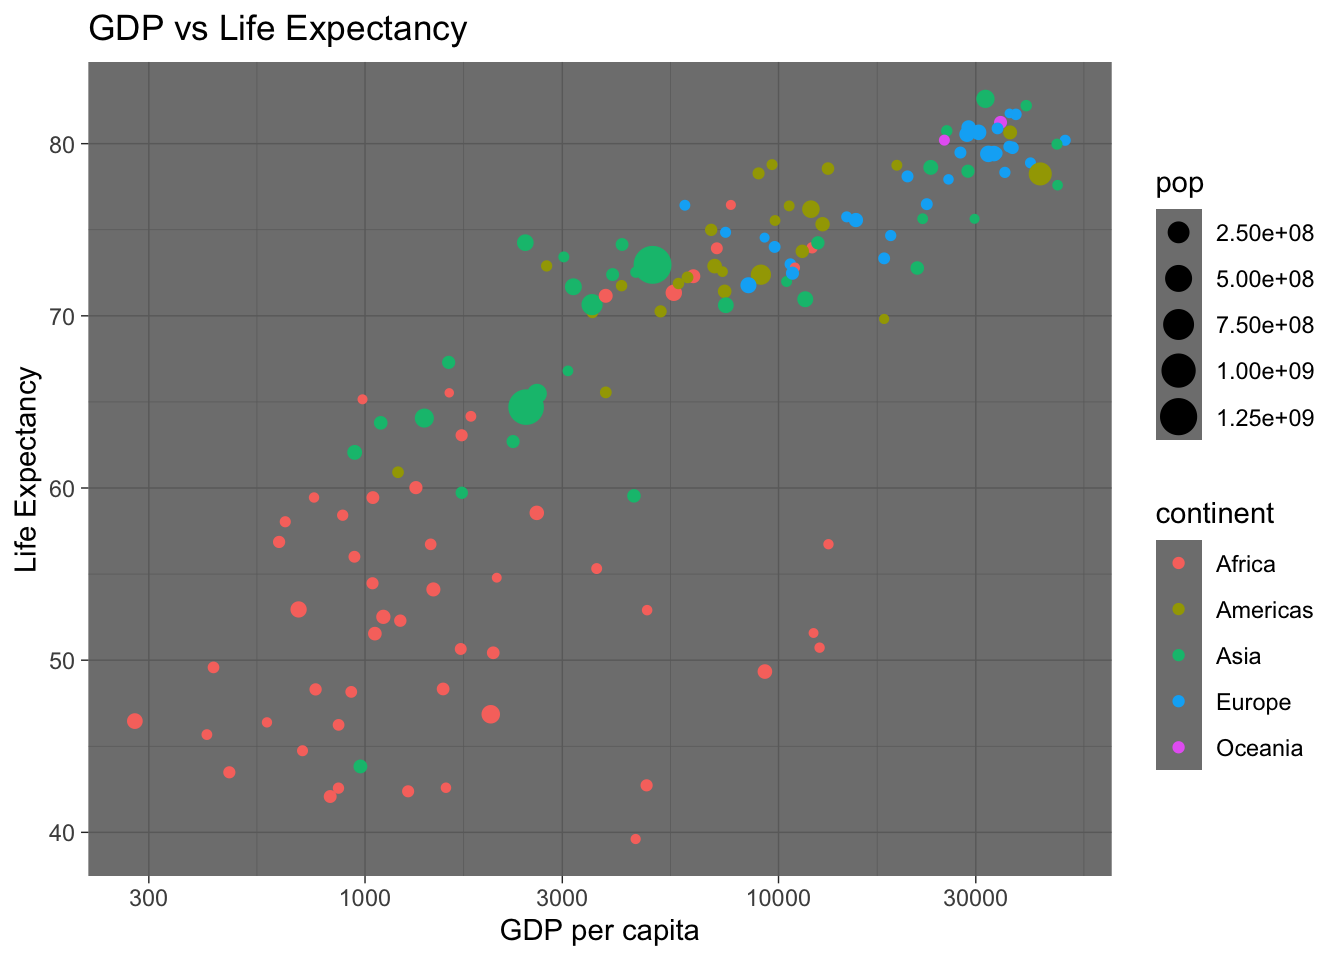 GDP vs Life Expectancy
80
70
60
50
40
Life Expectancy
300 1000 3000 10000 30000
GDP per capita
pop
2.50e+08
5.00e+08
7.50e+08
1.00e+09
1.25e+09
continent
Africa
Americas
Asia
Europe
Oceania